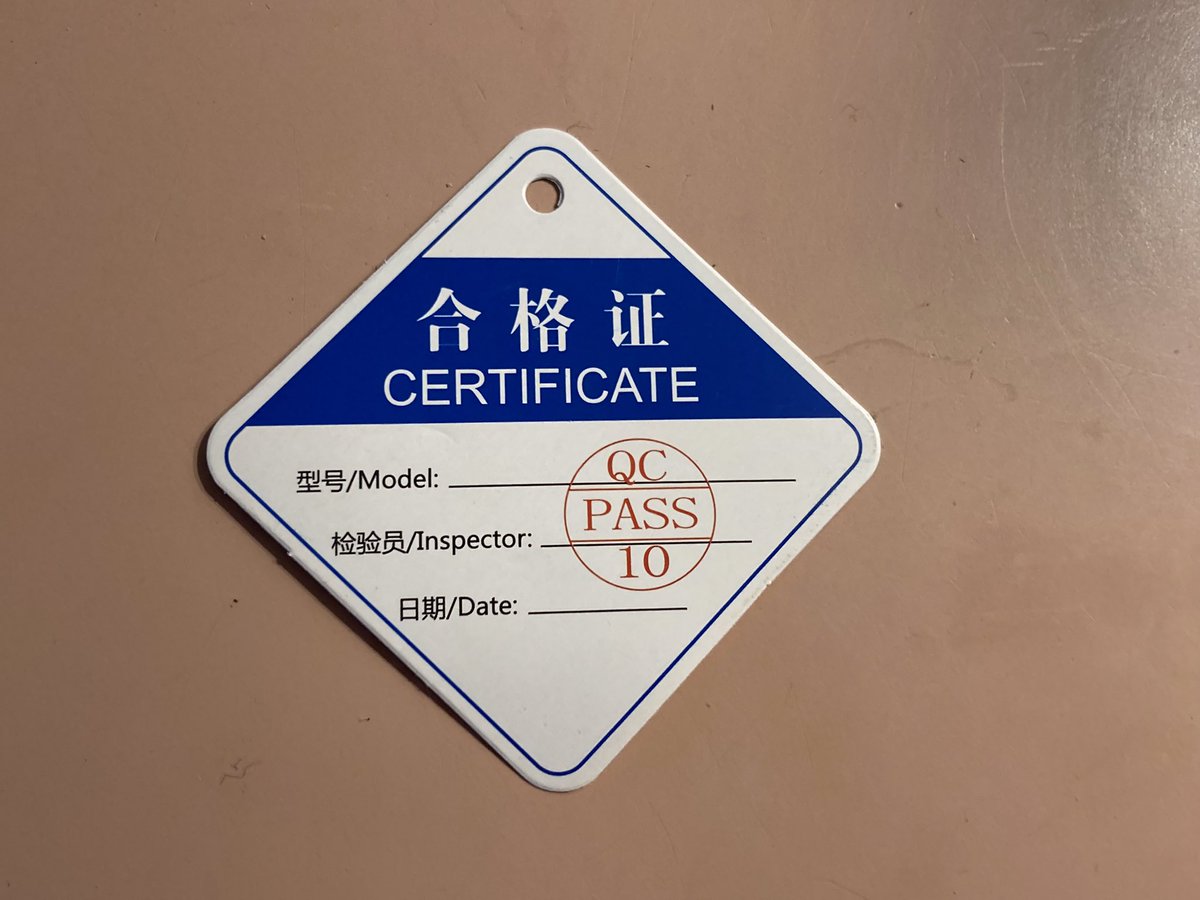 合格证
CERTIFICATE
型号/Model:
QC
PASS
检验员/Inspector:
10
日期/Date: